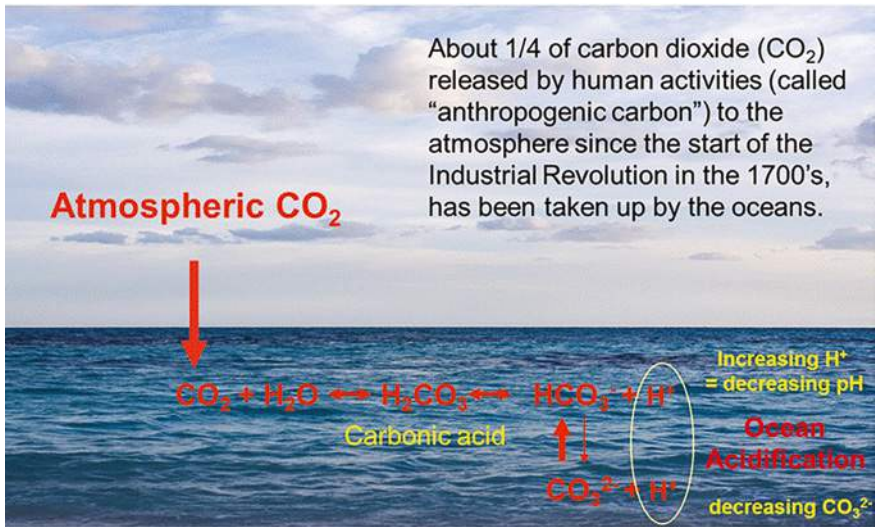 About 1/4 of carbon dioxide (CO₂)
released by human activities (called
“anthropogenic carbon”) to the
atmosphere since the start of the
Industrial Revolution in the 1700's,
has been taken up by the oceans.
Atmospheric CO₂
CO₂ + H₂O ↔ H₂CO₃ ↔ HCO₃⁻ + H⁺
Increasing H⁺
= decreasing pH
Carbonic acid
Ocean
Acidification
CO₃²⁻ + H⁺
decreasing CO₃²⁻